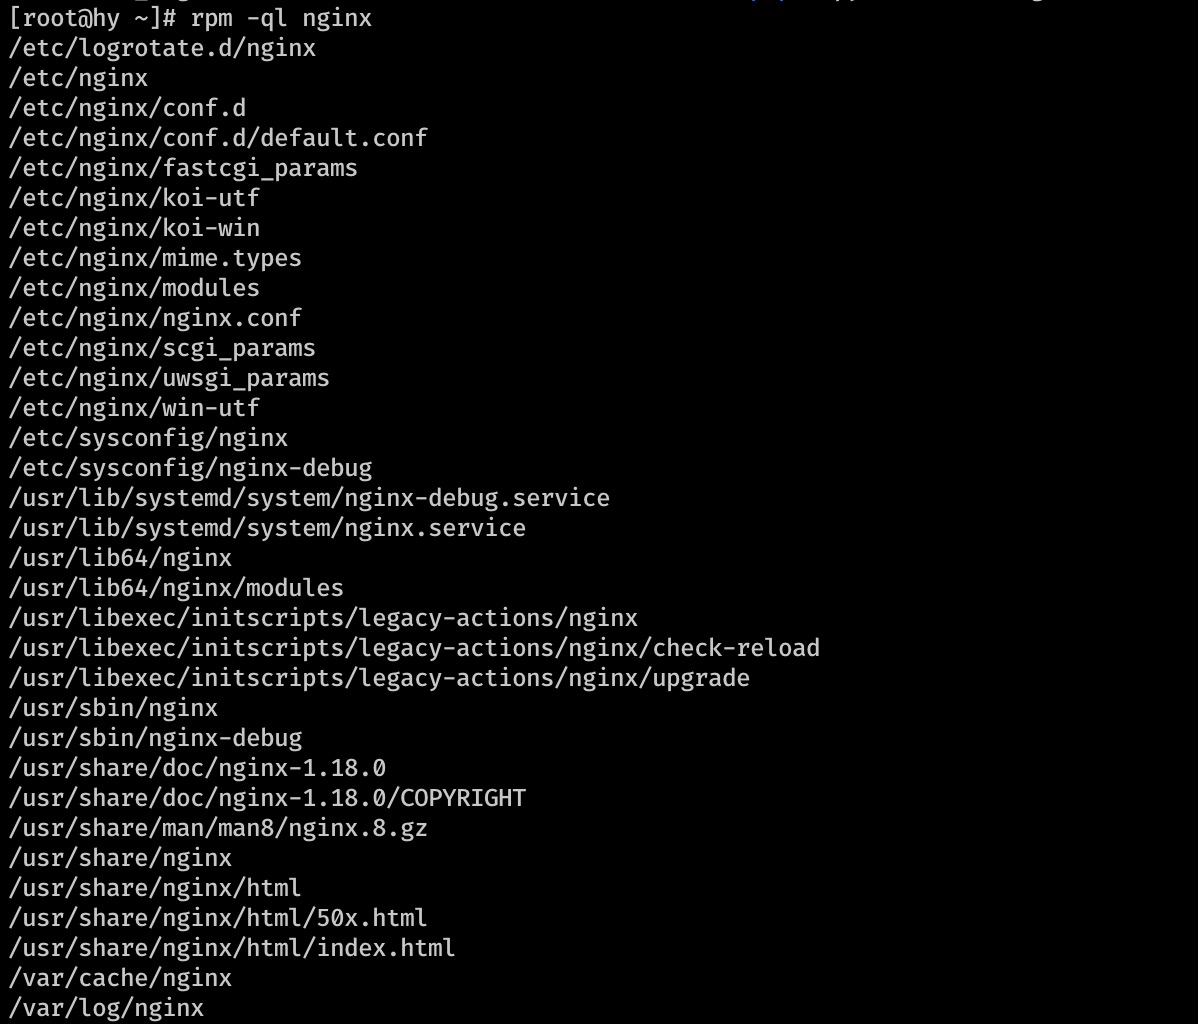 [root@hy ~]# rpm -ql nginx
/etc/logrotate.d/nginx
/etc/nginx
/etc/nginx/conf.d
/etc/nginx/conf.d/default.conf
/etc/nginx/fastcgi_params
/etc/nginx/koi-utf
/etc/nginx/koi-win
/etc/nginx/mime.types
/etc/nginx/modules
/etc/nginx/nginx.conf
/etc/nginx/scgi_params
/etc/nginx/uwsgi_params
/etc/nginx/win-utf
/etc/sysconfig/nginx
/etc/sysconfig/nginx-debug
/usr/lib/systemd/system/nginx-debug.service
/usr/lib/systemd/system/nginx.service
/usr/lib64/nginx
/usr/lib64/nginx/modules
/usr/libexec/initscripts/legacy-actions/nginx
/usr/libexec/initscripts/legacy-actions/nginx/check-reload
/usr/libexec/initscripts/legacy-actions/nginx/upgrade
/usr/sbin/nginx
/usr/sbin/nginx-debug
/usr/share/doc/nginx-1.18.0
/usr/share/doc/nginx-1.18.0/COPYRIGHT
/usr/share/man/man8/nginx.8.gz
/usr/share/nginx
/usr/share/nginx/html
/usr/share/nginx/html/50x.html
/usr/share/nginx/html/index.html
/var/cache/nginx
/var/log/nginx